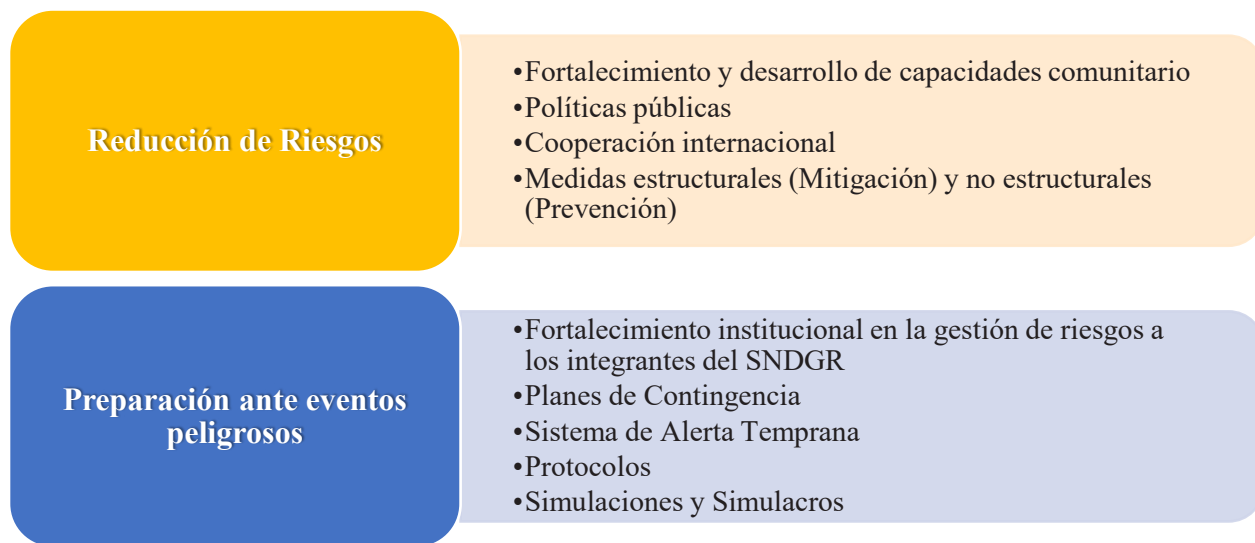 Reducción de Riesgos
•Fortalecimiento y desarrollo de capacidades comunitario
•Políticas públicas
•Cooperación internacional
•Medidas estructurales (Mitigación) y no estructurales
(Prevención)
Preparación ante eventos
peligrosos
•Fortalecimiento institucional en la gestión de riesgos a
los integrantes del SNDGR
•Planes de Contingencia
•Sistema de Alerta Temprana
•Protocolos
•Simulaciones y Simulacros